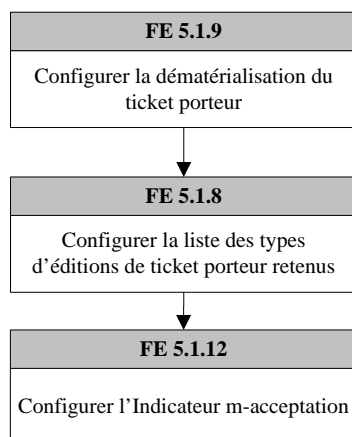 FE 5.1.9
Configurer la dématérialisation du
ticket porteur
FE 5.1.8
Configurer la liste des types
d’éditions de ticket porteur retenus
FE 5.1.12
Configurer l’Indicateur m-acceptation